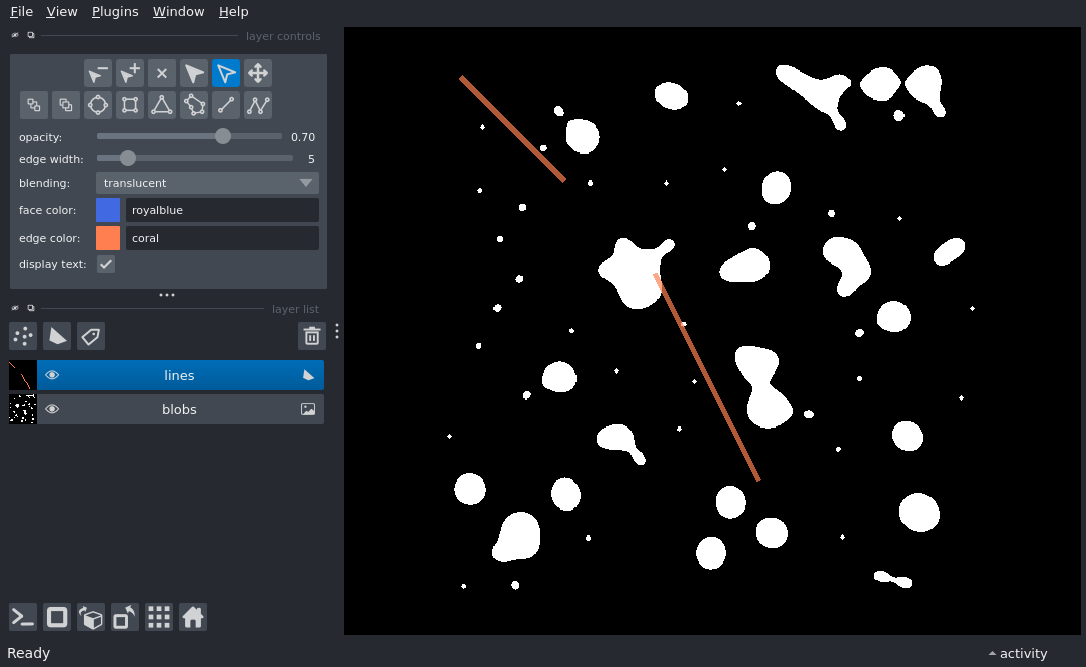 File View Plugins Window Help
layer controls
opacity: 0.70
edge width: 5
blending: translucent
face color: royalblue
edge color: coral
display text:
layer list
lines
blobs
Ready
activity